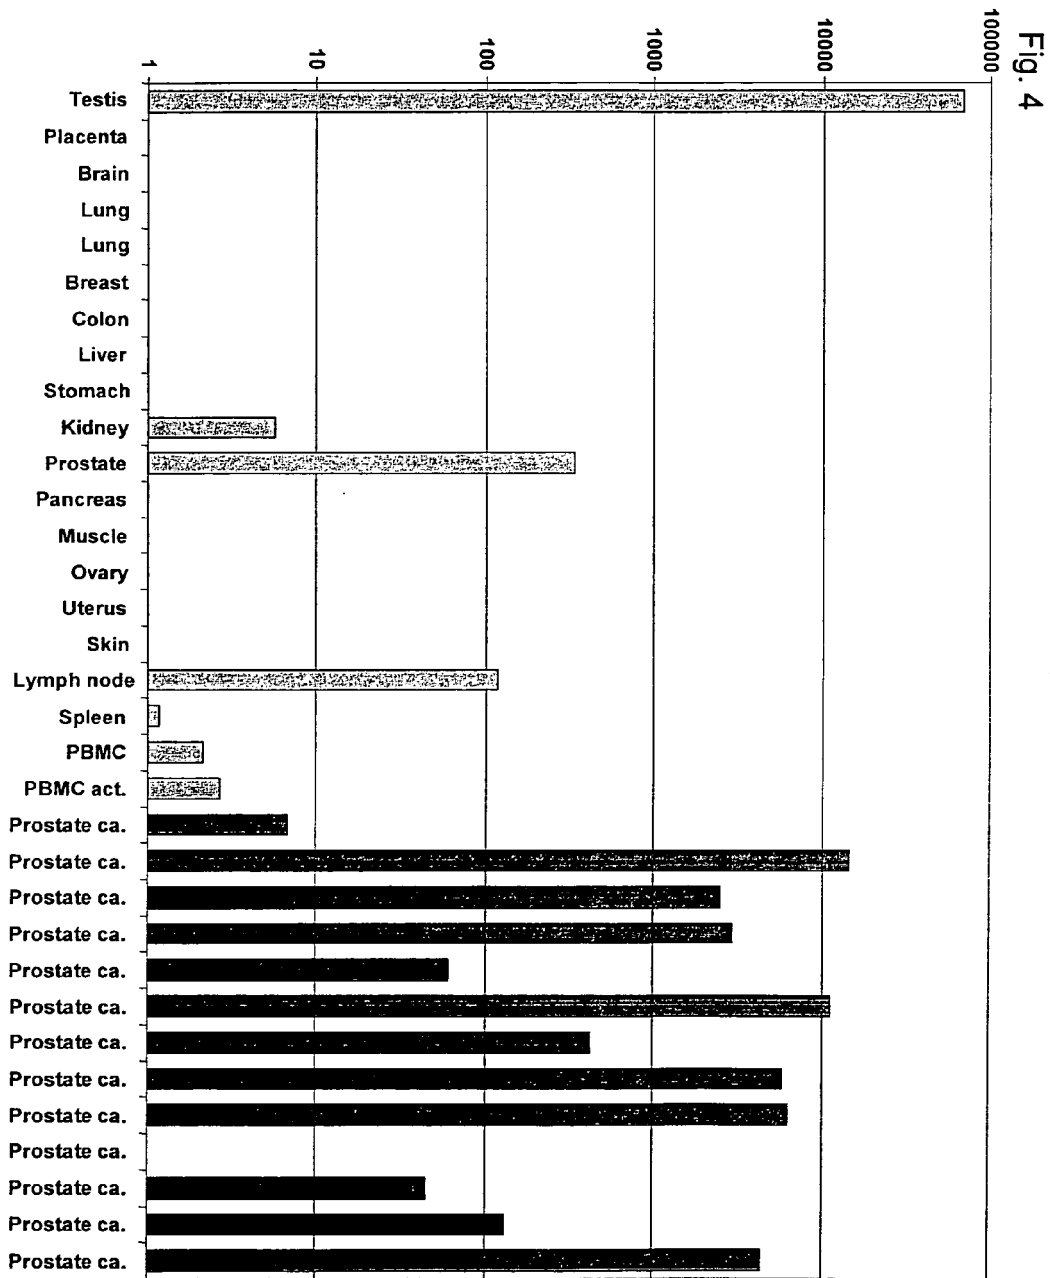 Fig. 4
100000
10000
1000
100
10
1
Testis
Placenta
Brain
Lung
Lung
Breast
Colon
Liver
Stomach
Kidney
Prostate
Pancreas
Muscle
Ovary
Uterus
Skin
Lymph node
Spleen
PBMC
PBMC act.
Prostate ca.
Prostate ca.
Prostate ca.
Prostate ca.
Prostate ca.
Prostate ca.
Prostate ca.
Prostate ca.
Prostate ca.
Prostate ca.
Prostate ca.
Prostate ca.
Prostate ca.